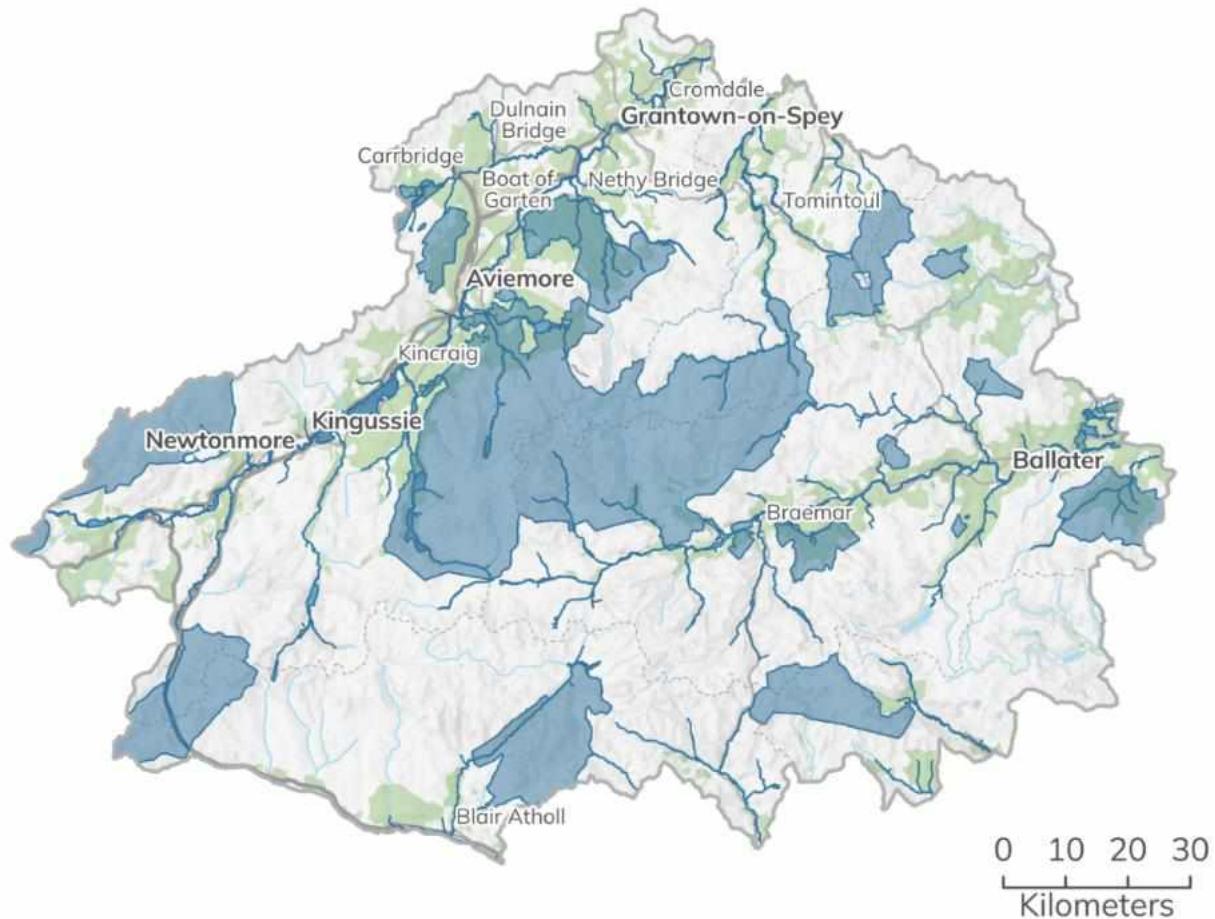 Cromdale
Grantown-on-Spey
Dulnain
Bridge
Carrbridge
Boat of
Garten
Nethy Bridge
Tomintoul
Aviemore
Kincraig
Kingussie
Newtonmore
Ballater
Braemar
Blair Atholl
0 10 20 30
Kilometers